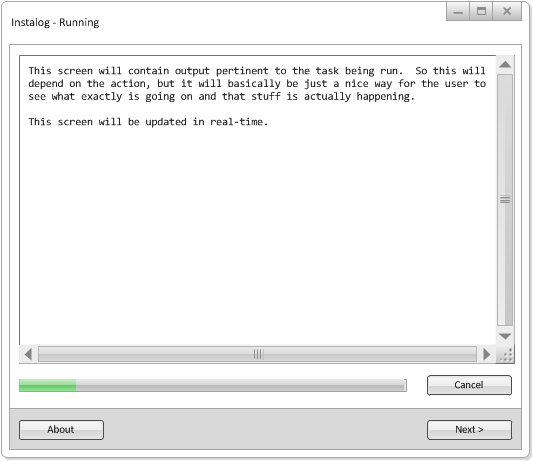 Instalog - Running
This screen will contain output pertinent to the task being run.  So this will
depend on the action, but it will basically be just a nice way for the user to
see what exactly is going on and that stuff is actually happening.
This screen will be updated in real-time.
Cancel
About
Next >